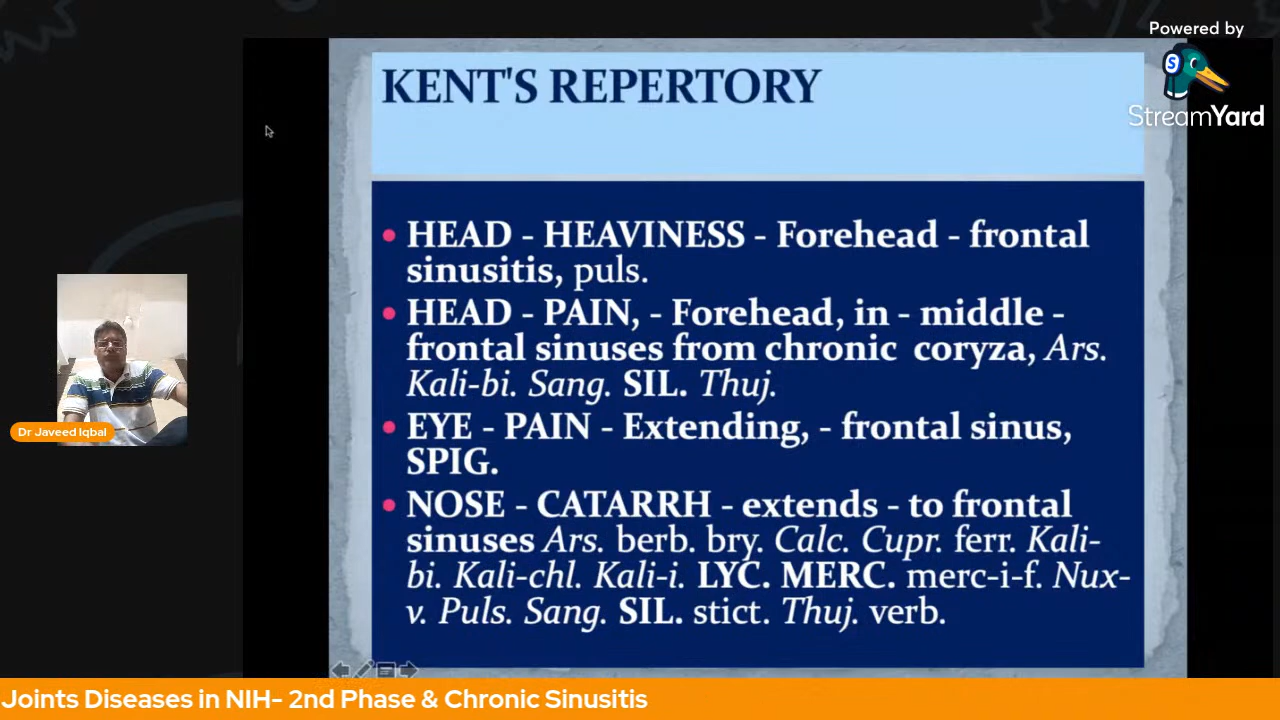 Powered by
S
StreamYard
KENT'S REPERTORY
• HEAD - HEAVINESS - Forehead - frontal
sinusitis, puls.
• HEAD - PAIN, - Forehead, in - middle -
frontal sinuses from chronic coryza, Ars.
Kali-bi. Sang. SIL. Thuj.
• EYE - PAIN - Extending, - frontal sinus,
SPIG.
• NOSE - CATARRH - extends - to frontal
sinuses Ars. berb. bry. Calc. Cupr. ferr. Kali-
bi. Kali-chl. Kali-i. LYC. MERC. merc-i-f. Nux-
v. Puls. Sang. SIL. stict. Thuj. verb.
Dr Javeed Iqbal
Joints Diseases in NIH- 2nd Phase & Chronic Sinusitis